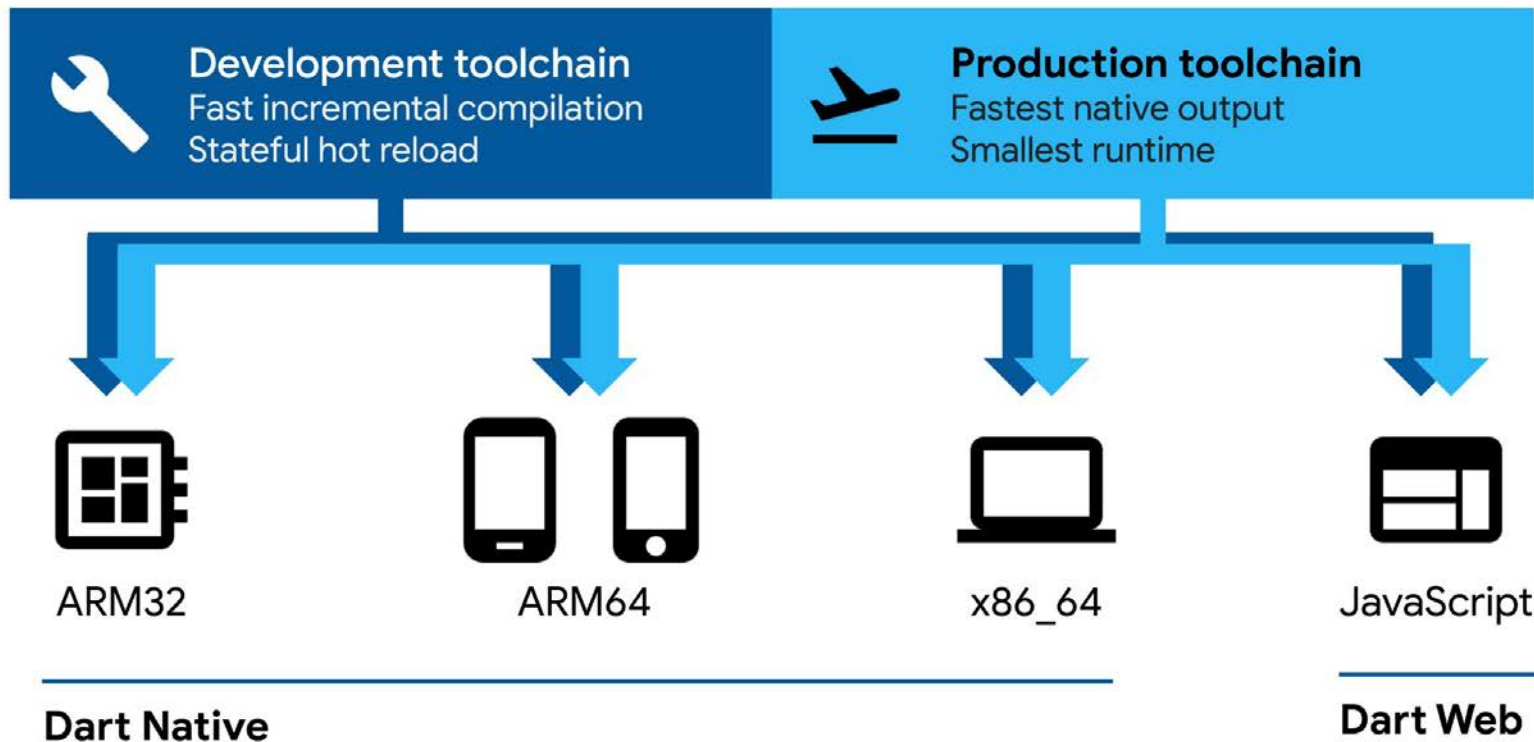 Development toolchain
Fast incremental compilation
Stateful hot reload
Production toolchain
Fastest native output
Smallest runtime
ARM32
ARM64
x86_64
JavaScript
Dart Native
Dart Web